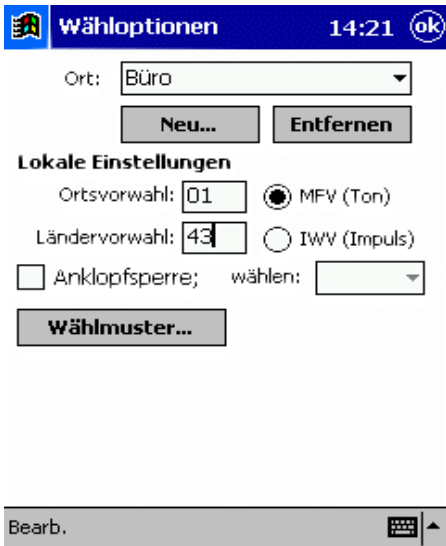 Wähloptionen 14:21 ok
Ort: Büro
Neu... Entfernen
Lokale Einstellungen
Ortsvorwahl: 01 MFV (Ton)
Ländervorwahl: 43 IWV (Impuls)
Anklopfsperre; wählen:
Wählmuster...
Bearb.